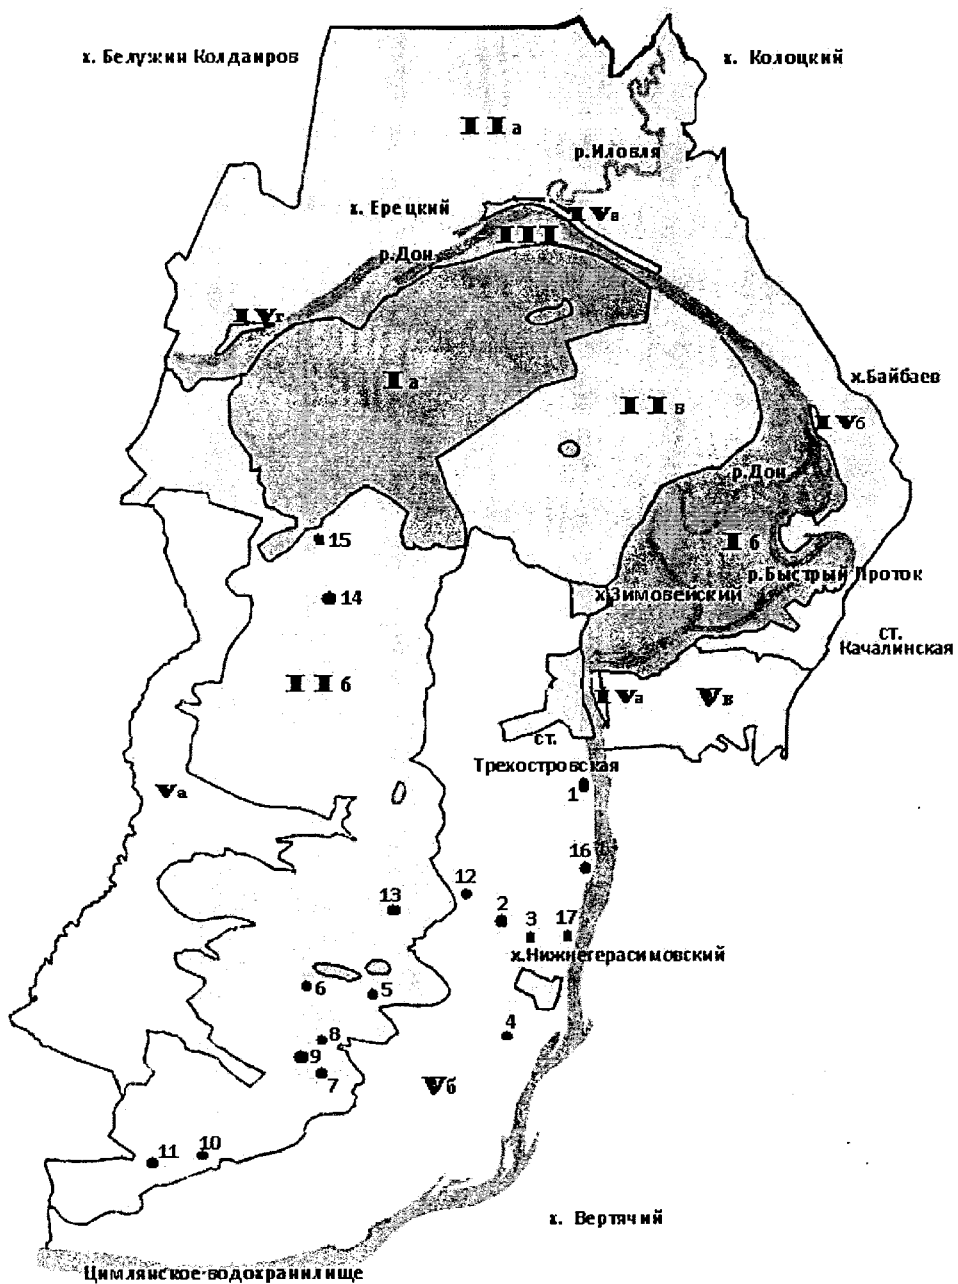 х. Белужин Колдаиров
х. Колоцкий
IIа
р.Иловля
х. Ерецкий
IVв
III
р.Дон
IVг
Iа
х.Байбаев
IIв
IVб
р.Дон
Iб
15
р.Быстрый Проток
14
х.Зимовейский
ст.
Качалинская
IIб
IVа
Vв
ст.
Трехостровская
Vа
1
16
12
13
2
3
17
х.Нижнегерасимовский
6
5
4
8
9
7
Vб
11
10
х. Вертячий
Цимлянское водохранилище